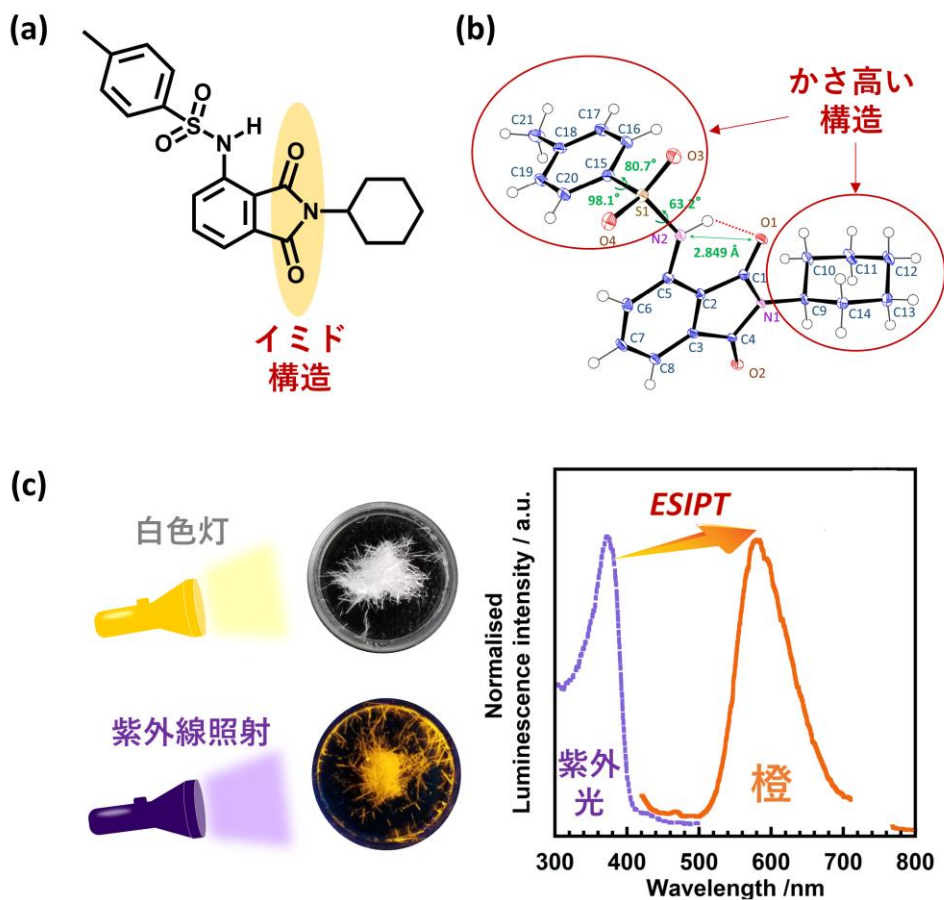 (a)
O
S
O
N
H
O
N
O
イミド
構造
(b)
かさ高い
構造
C21
C17
C18
C16
C19
C15
C20
80.7°
O3
98.1°
S1
63.2°
O4
N2
O1
2.849 Å
C10
C11
C12
C5
C1
C2
C6
N1
C9
C14
C13
C7
C3
C4
C8
O2
(c)
白色灯
紫外線照射
Normalised
Luminescence intensity / a.u.
ESIPT
紫外
光
橙
300 400 500 600 700 800
Wavelength /nm